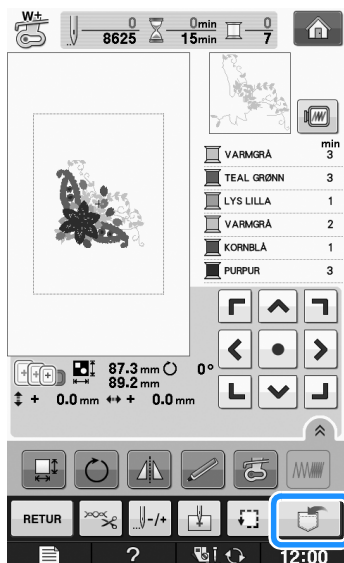 W+
0 0min 0
8625 15min 7
min
VARMGRÅ 3
TEAL GRØNN 3
LYS LILLA 1
VARMGRÅ 2
KORNBLÅ 1
PURPUR 3
87.3 mm 0°
89.2 mm
+ 0.0 mm + 0.0 mm
RETUR -/+
? 12:00